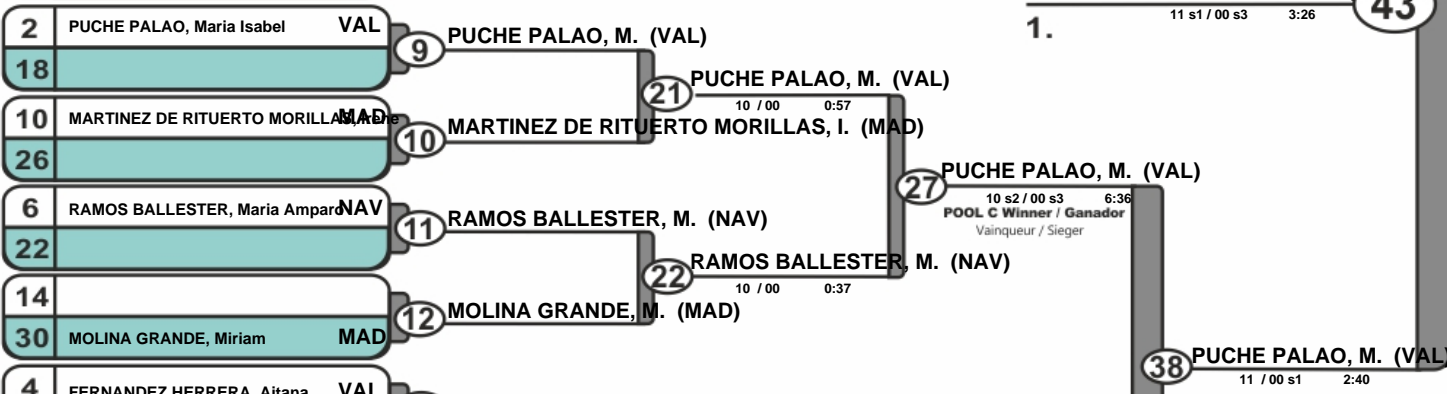 2 PUCHE PALAO, Maria Isabel VAL
18
9 PUCHE PALAO, M. (VAL)
10 MARTINEZ DE RITUERTO MORILLAS, Irene MAD
26
10 MARTINEZ DE RITUERTO MORILLAS, I. (MAD)
21 PUCHE PALAO, M. (VAL)
10 / 00 0:57
6 RAMOS BALLESTER, Maria Amparo NAV
22
11 RAMOS BALLESTER, M. (NAV)
14
30 MOLINA GRANDE, Miriam MAD
12 MOLINA GRANDE, M. (MAD)
22 RAMOS BALLESTER, M. (NAV)
10 / 00 0:37
27 PUCHE PALAO, M. (VAL)
10 s2 / 00 s3 6:36
POOL C Winner / Ganador
Vainqueur / Sieger
4 FERNANDEZ HERRERA, Aitana VAL
38 PUCHE PALAO, M. (VAL)
11 / 00 s1 2:40
11 s1 / 00 s3 3:26
43
1.